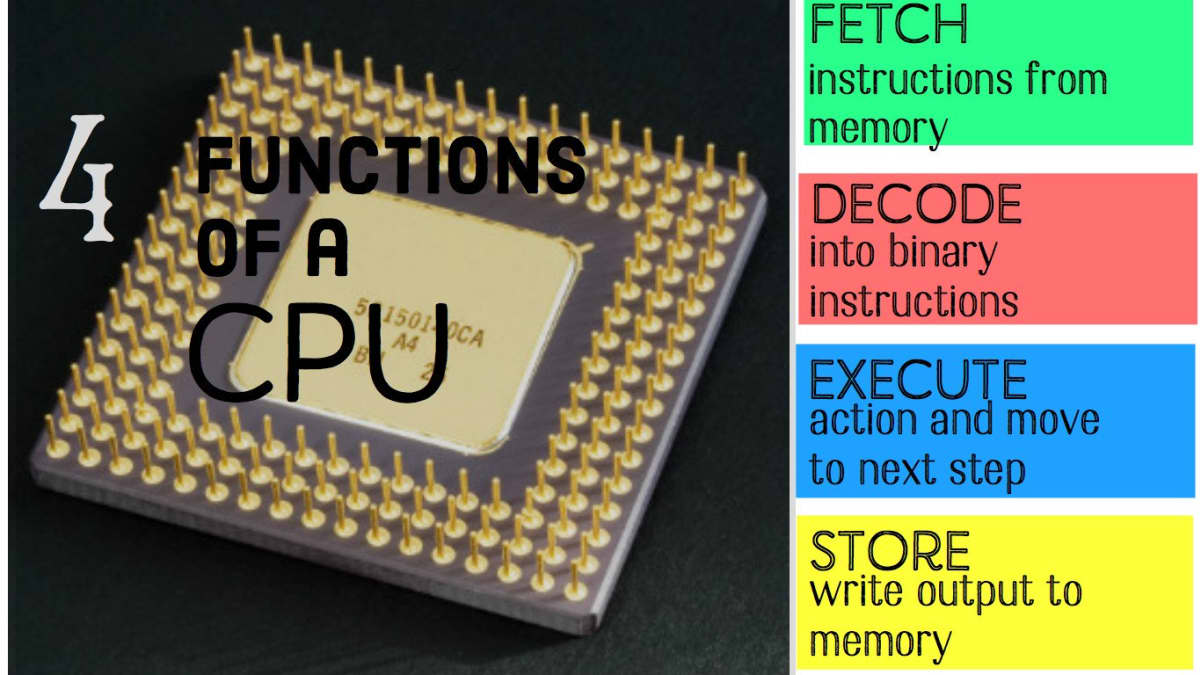 4 FUNCTIONS
OF A
CPU
A4
FETCH
instructions from
memory
DECODE
into binary
instructions
EXECUTE
action and move
to next step
STORE
write output to
memory